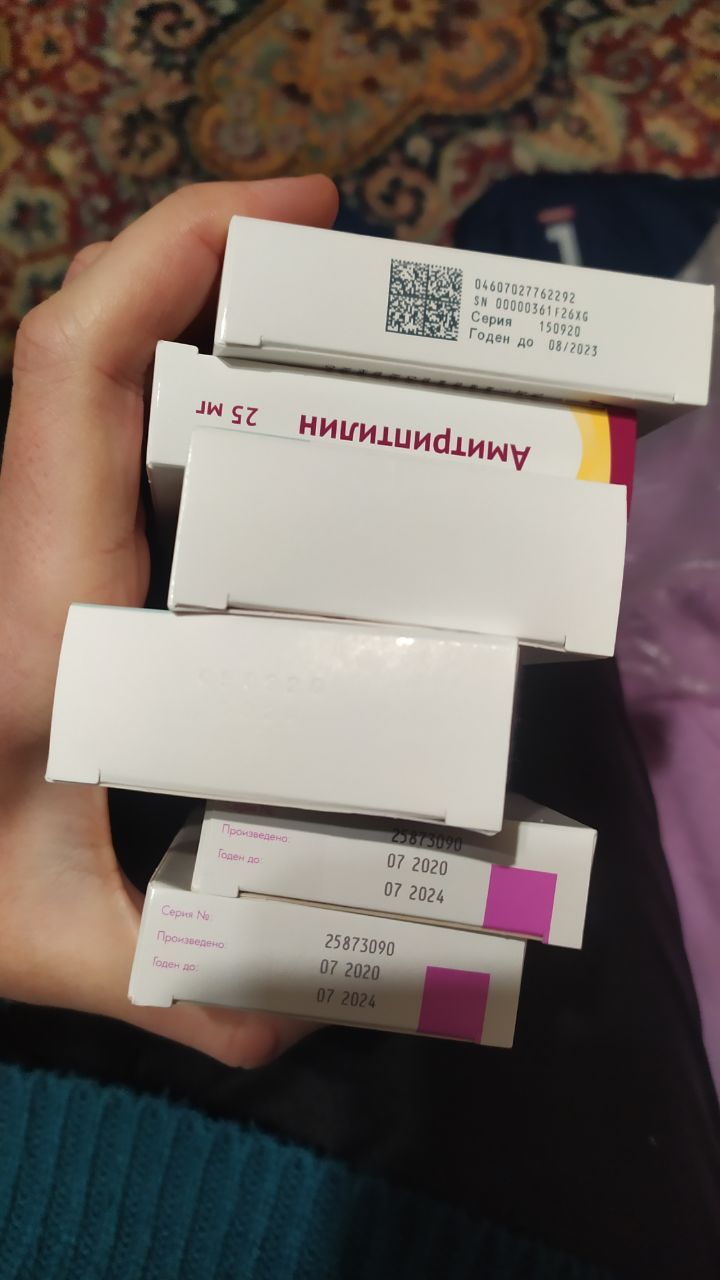 04607027762292
SN 00000361F26XG
Серия 150920
Годен до 08/2023
Амитриптилин 25 мг
Произведено: 25873090
Годен до: 07 2020
07 2024
Серия №:
Произведено: 25873090
Годен до: 07 2020
07 2024